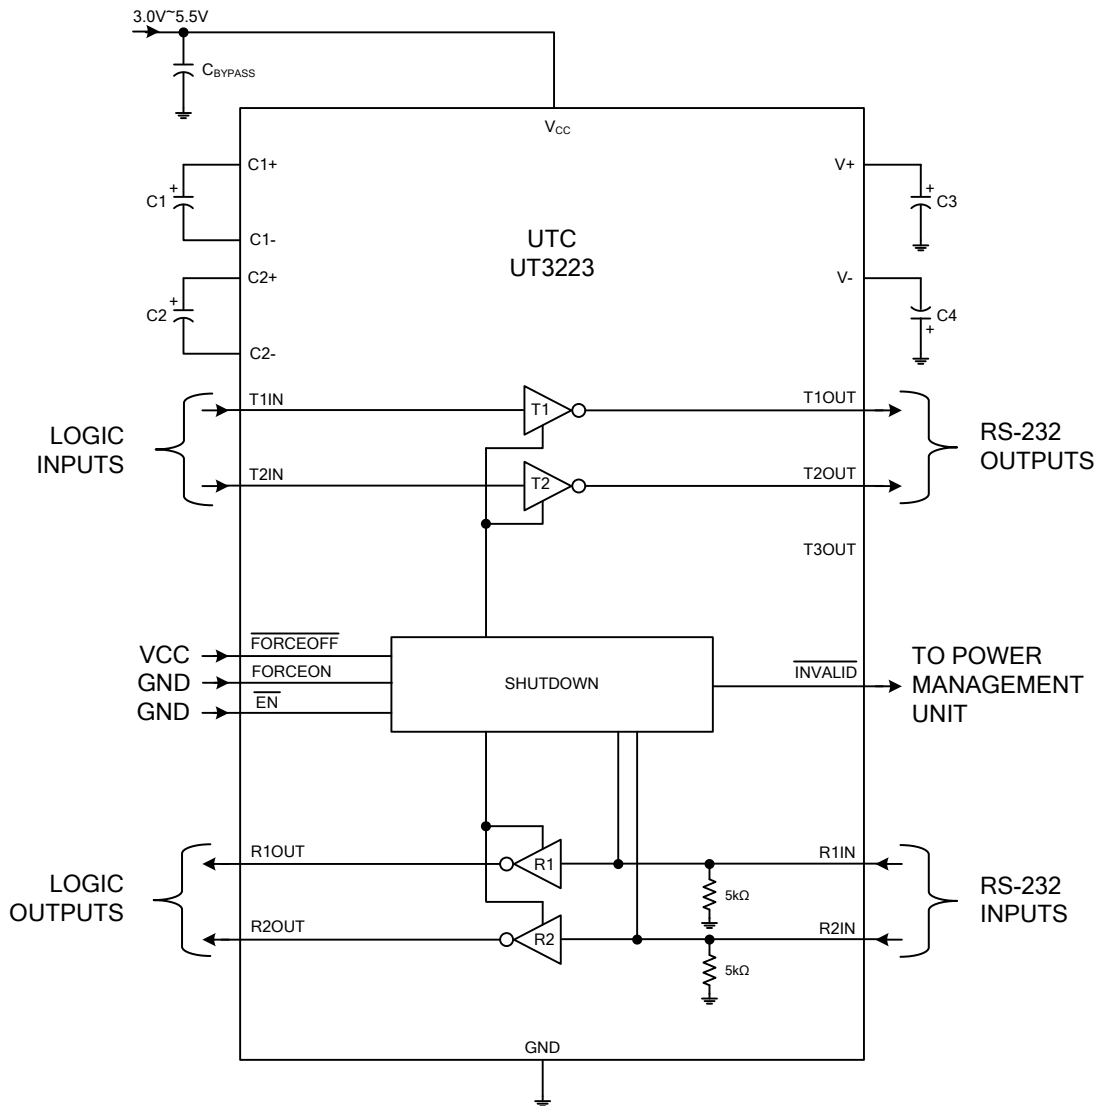 3.0V~5.5V
CBYPASS
VCC
C1+
V+
+
C1
+
C3
C1-
UTC
UT3223
C2+
V-
+
C2
C4
+
C2-
T1IN
T1
T1OUT
LOGIC
INPUTS
RS-232
OUTPUTS
T2IN
T2
T2OUT
T3OUT
VCC
FORCEOFF
GND
FORCEON
GND
EN
SHUTDOWN
INVALID
TO POWER
MANAGEMENT
UNIT
R1OUT
R1
R1IN
5kΩ
LOGIC
OUTPUTS
RS-232
INPUTS
R2OUT
R2
R2IN
5kΩ
GND